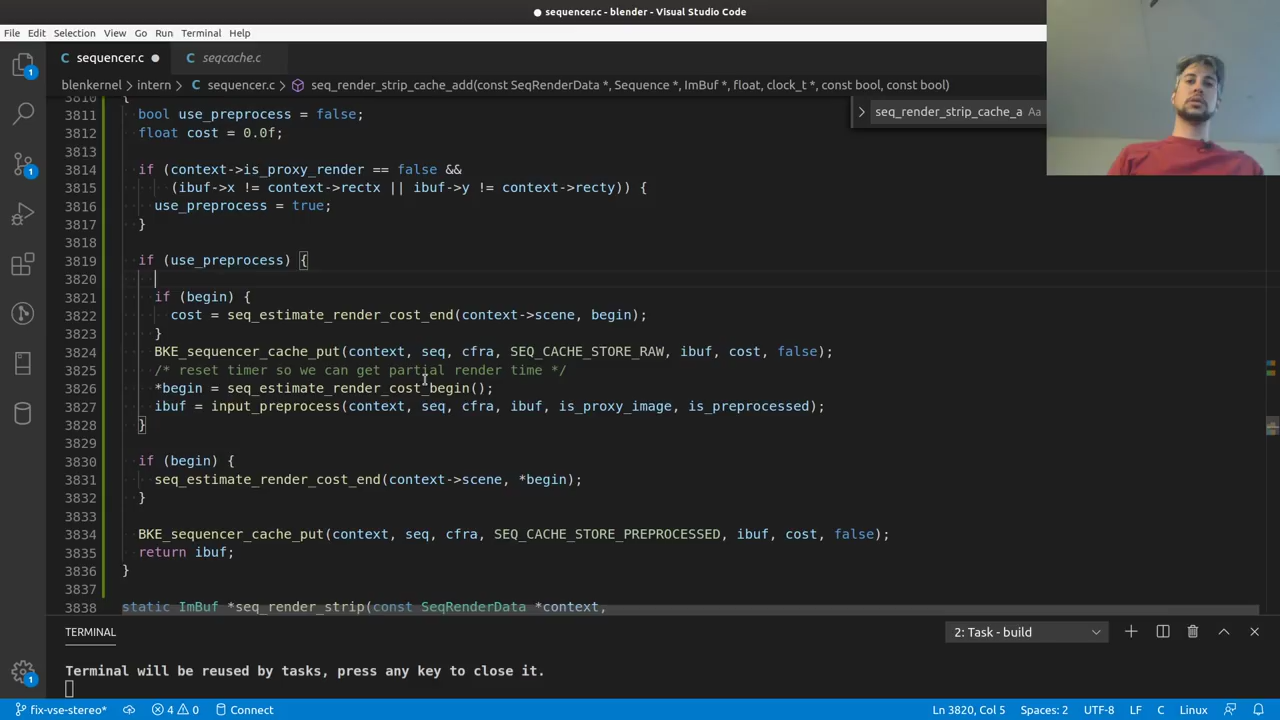 sequencer.c - blender - Visual Studio Code
File Edit Selection View Go Run Terminal Help
C sequencer.c C seqcache.c
blenkernel > intern > C sequencer.c > seq_render_strip_cache_add(const SeqRenderData *, Sequence *, ImBuf *, float, clock_t *, const bool, const bool)
seq_render_strip_cache_a Aa
3810 {
3811 bool use_preprocess = false;
3812 float cost = 0.0f;
3813
3814 if (context->is_proxy_render == false &&
3815 (ibuf->x != context->rectx || ibuf->y != context->recty)) {
3816 use_preprocess = true;
3817 }
3818
3819 if (use_preprocess) {
3820
3821 if (begin) {
3822 cost = seq_estimate_render_cost_end(context->scene, begin);
3823 }
3824 BKE_sequencer_cache_put(context, seq, cfra, SEQ_CACHE_STORE_RAW, ibuf, cost, false);
3825 /* reset timer so we can get partial render time */
3826 *begin = seq_estimate_render_cost_begin();
3827 ibuf = input_preprocess(context, seq, cfra, ibuf, is_proxy_image, is_preprocessed);
3828 }
3829
3830 if (begin) {
3831 seq_estimate_render_cost_end(context->scene, *begin);
3832 }
3833
3834 BKE_sequencer_cache_put(context, seq, cfra, SEQ_CACHE_STORE_PREPROCESSED, ibuf, cost, false);
3835 return ibuf;
3836 }
3837
3838 static ImBuf *seq_render_strip(const SeqRenderData *context,
TERMINAL
2: Task - build
Terminal will be reused by tasks, press any key to close it.
fix-vse-stereo* 4 0 Connect
Ln 3820, Col 5 Spaces: 2 UTF-8 LF C Linux